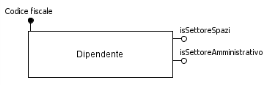 Codice fiscale
isSettoreSpazi
isSettoreAmministrativo
Dipendente